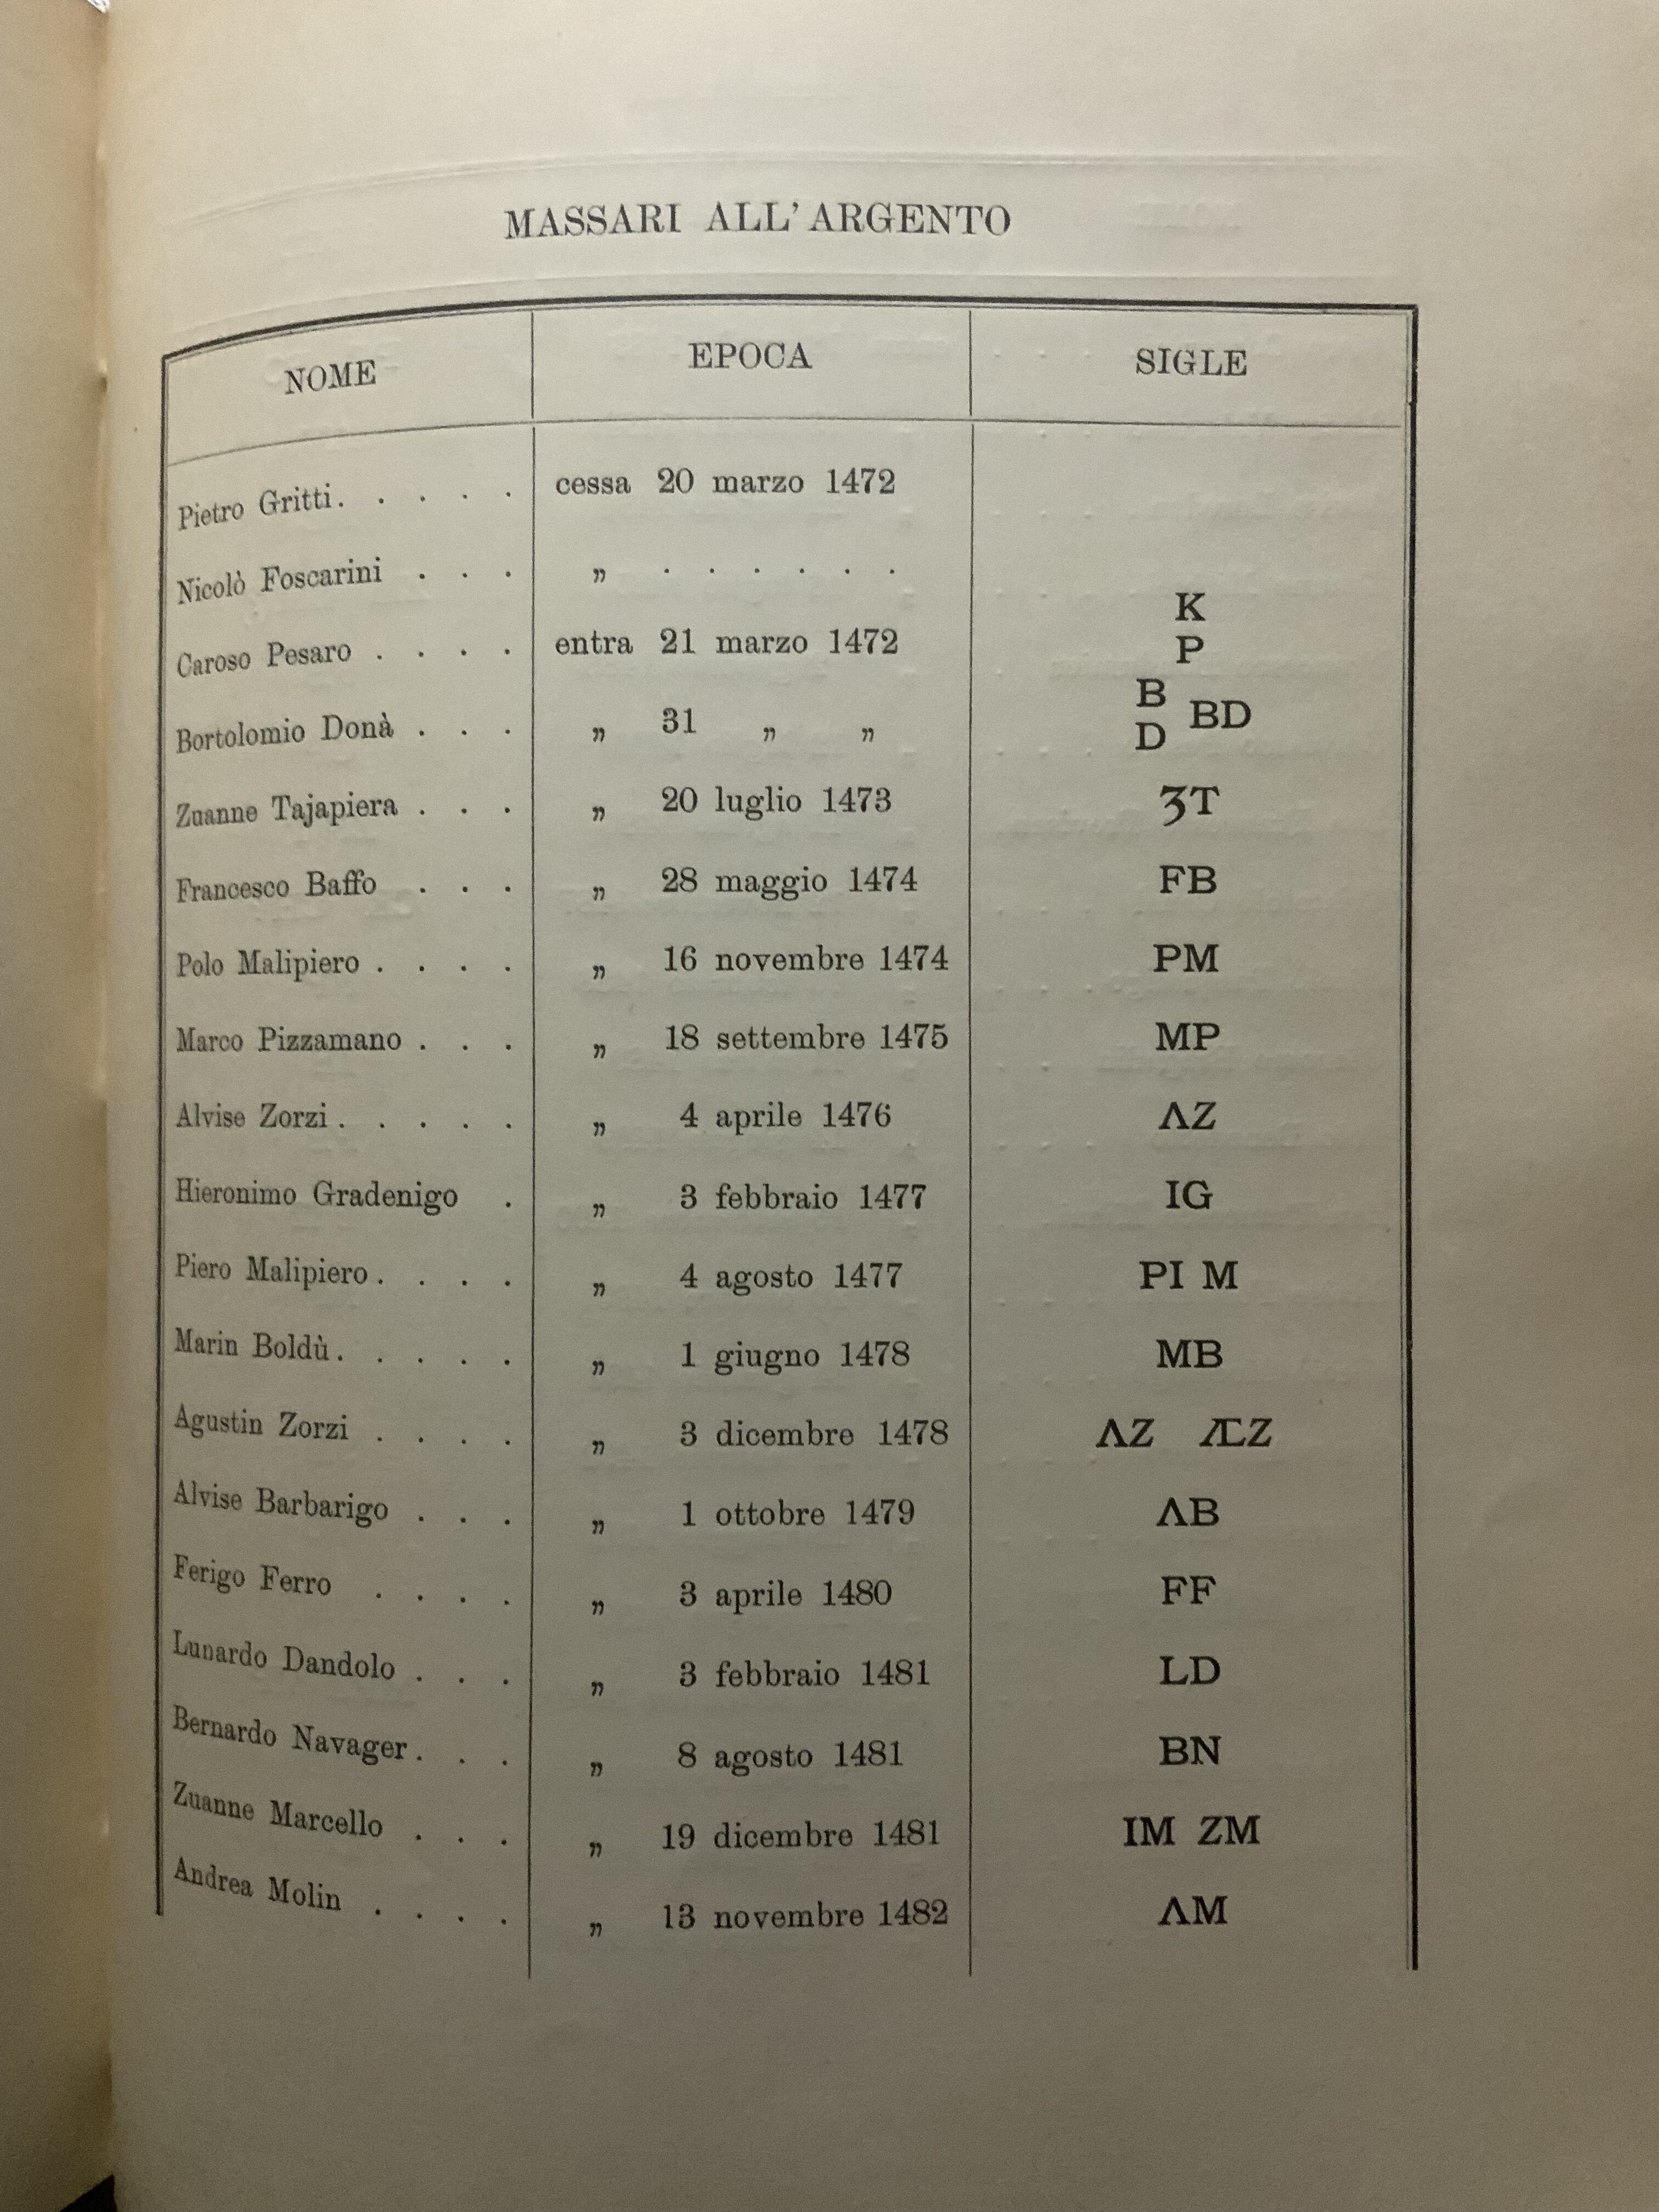 MASSARI ALL' ARGENTO
NOME EPOCA SIGLE
Pietro Gritti. . . . . cessa 20 marzo 1472
Nicolò Foscarini . . . „ . . . . . .
Caroso Pesaro . . . . entra 21 marzo 1472 K
P
Bortolomio Donà . . . „ 31 „ „ B BD
D
Zuanne Tajapiera . . . „ 20 luglio 1473 ƷT
Francesco Baffo . . . „ 28 maggio 1474 FB
Polo Malipiero . . . . „ 16 novembre 1474 PM
Marco Pizzamano . . . „ 18 settembre 1475 MP
Alvise Zorzi . . . . . „ 4 aprile 1476 ΛZ
Hieronimo Gradenigo . „ 3 febbraio 1477 IG
Piero Malipiero . . . . „ 4 agosto 1477 PI M
Marin Boldù . . . . . „ 1 giugno 1478 MB
Agustin Zorzi . . . . „ 3 dicembre 1478 ΛZ ÆZ
Alvise Barbarigo . . . „ 1 ottobre 1479 ΛB
Ferigo Ferro . . . . „ 3 aprile 1480 FF
Lunardo Dandolo . . . „ 3 febbraio 1481 LD
Bernardo Navager . . . „ 8 agosto 1481 BN
Zuanne Marcello . . . „ 19 dicembre 1481 IM ZM
Andrea Molin . . . . „ 13 novembre 1482 ΛM